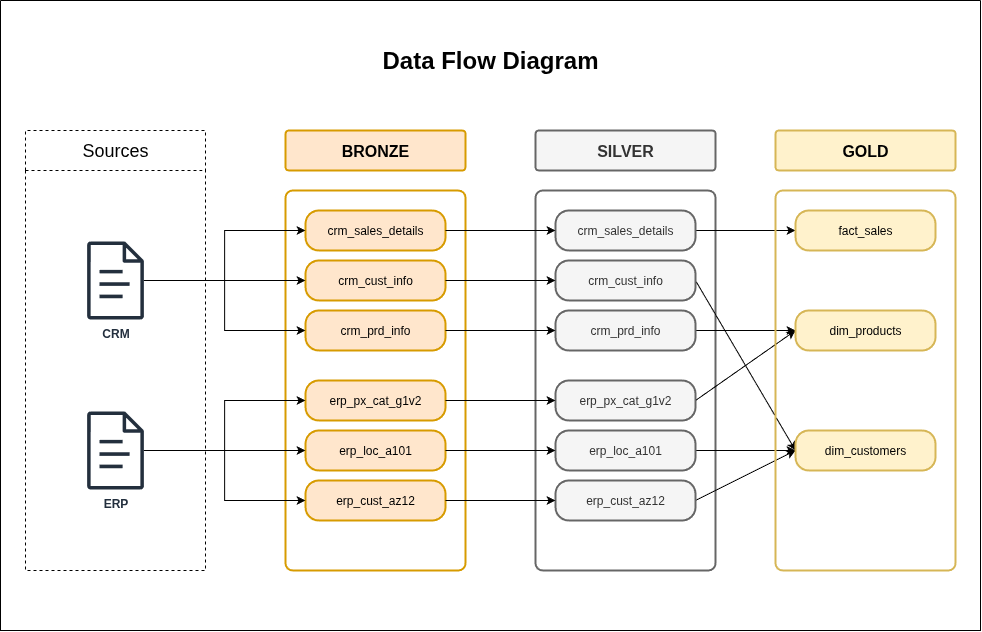 Data Flow Diagram
Sources
BRONZE
SILVER
GOLD
crm_sales_details
crm_sales_details
fact_sales
crm_cust_info
crm_cust_info
CRM
crm_prd_info
crm_prd_info
dim_products
erp_px_cat_g1v2
erp_px_cat_g1v2
erp_loc_a101
erp_loc_a101
dim_customers
ERP
erp_cust_az12
erp_cust_az12